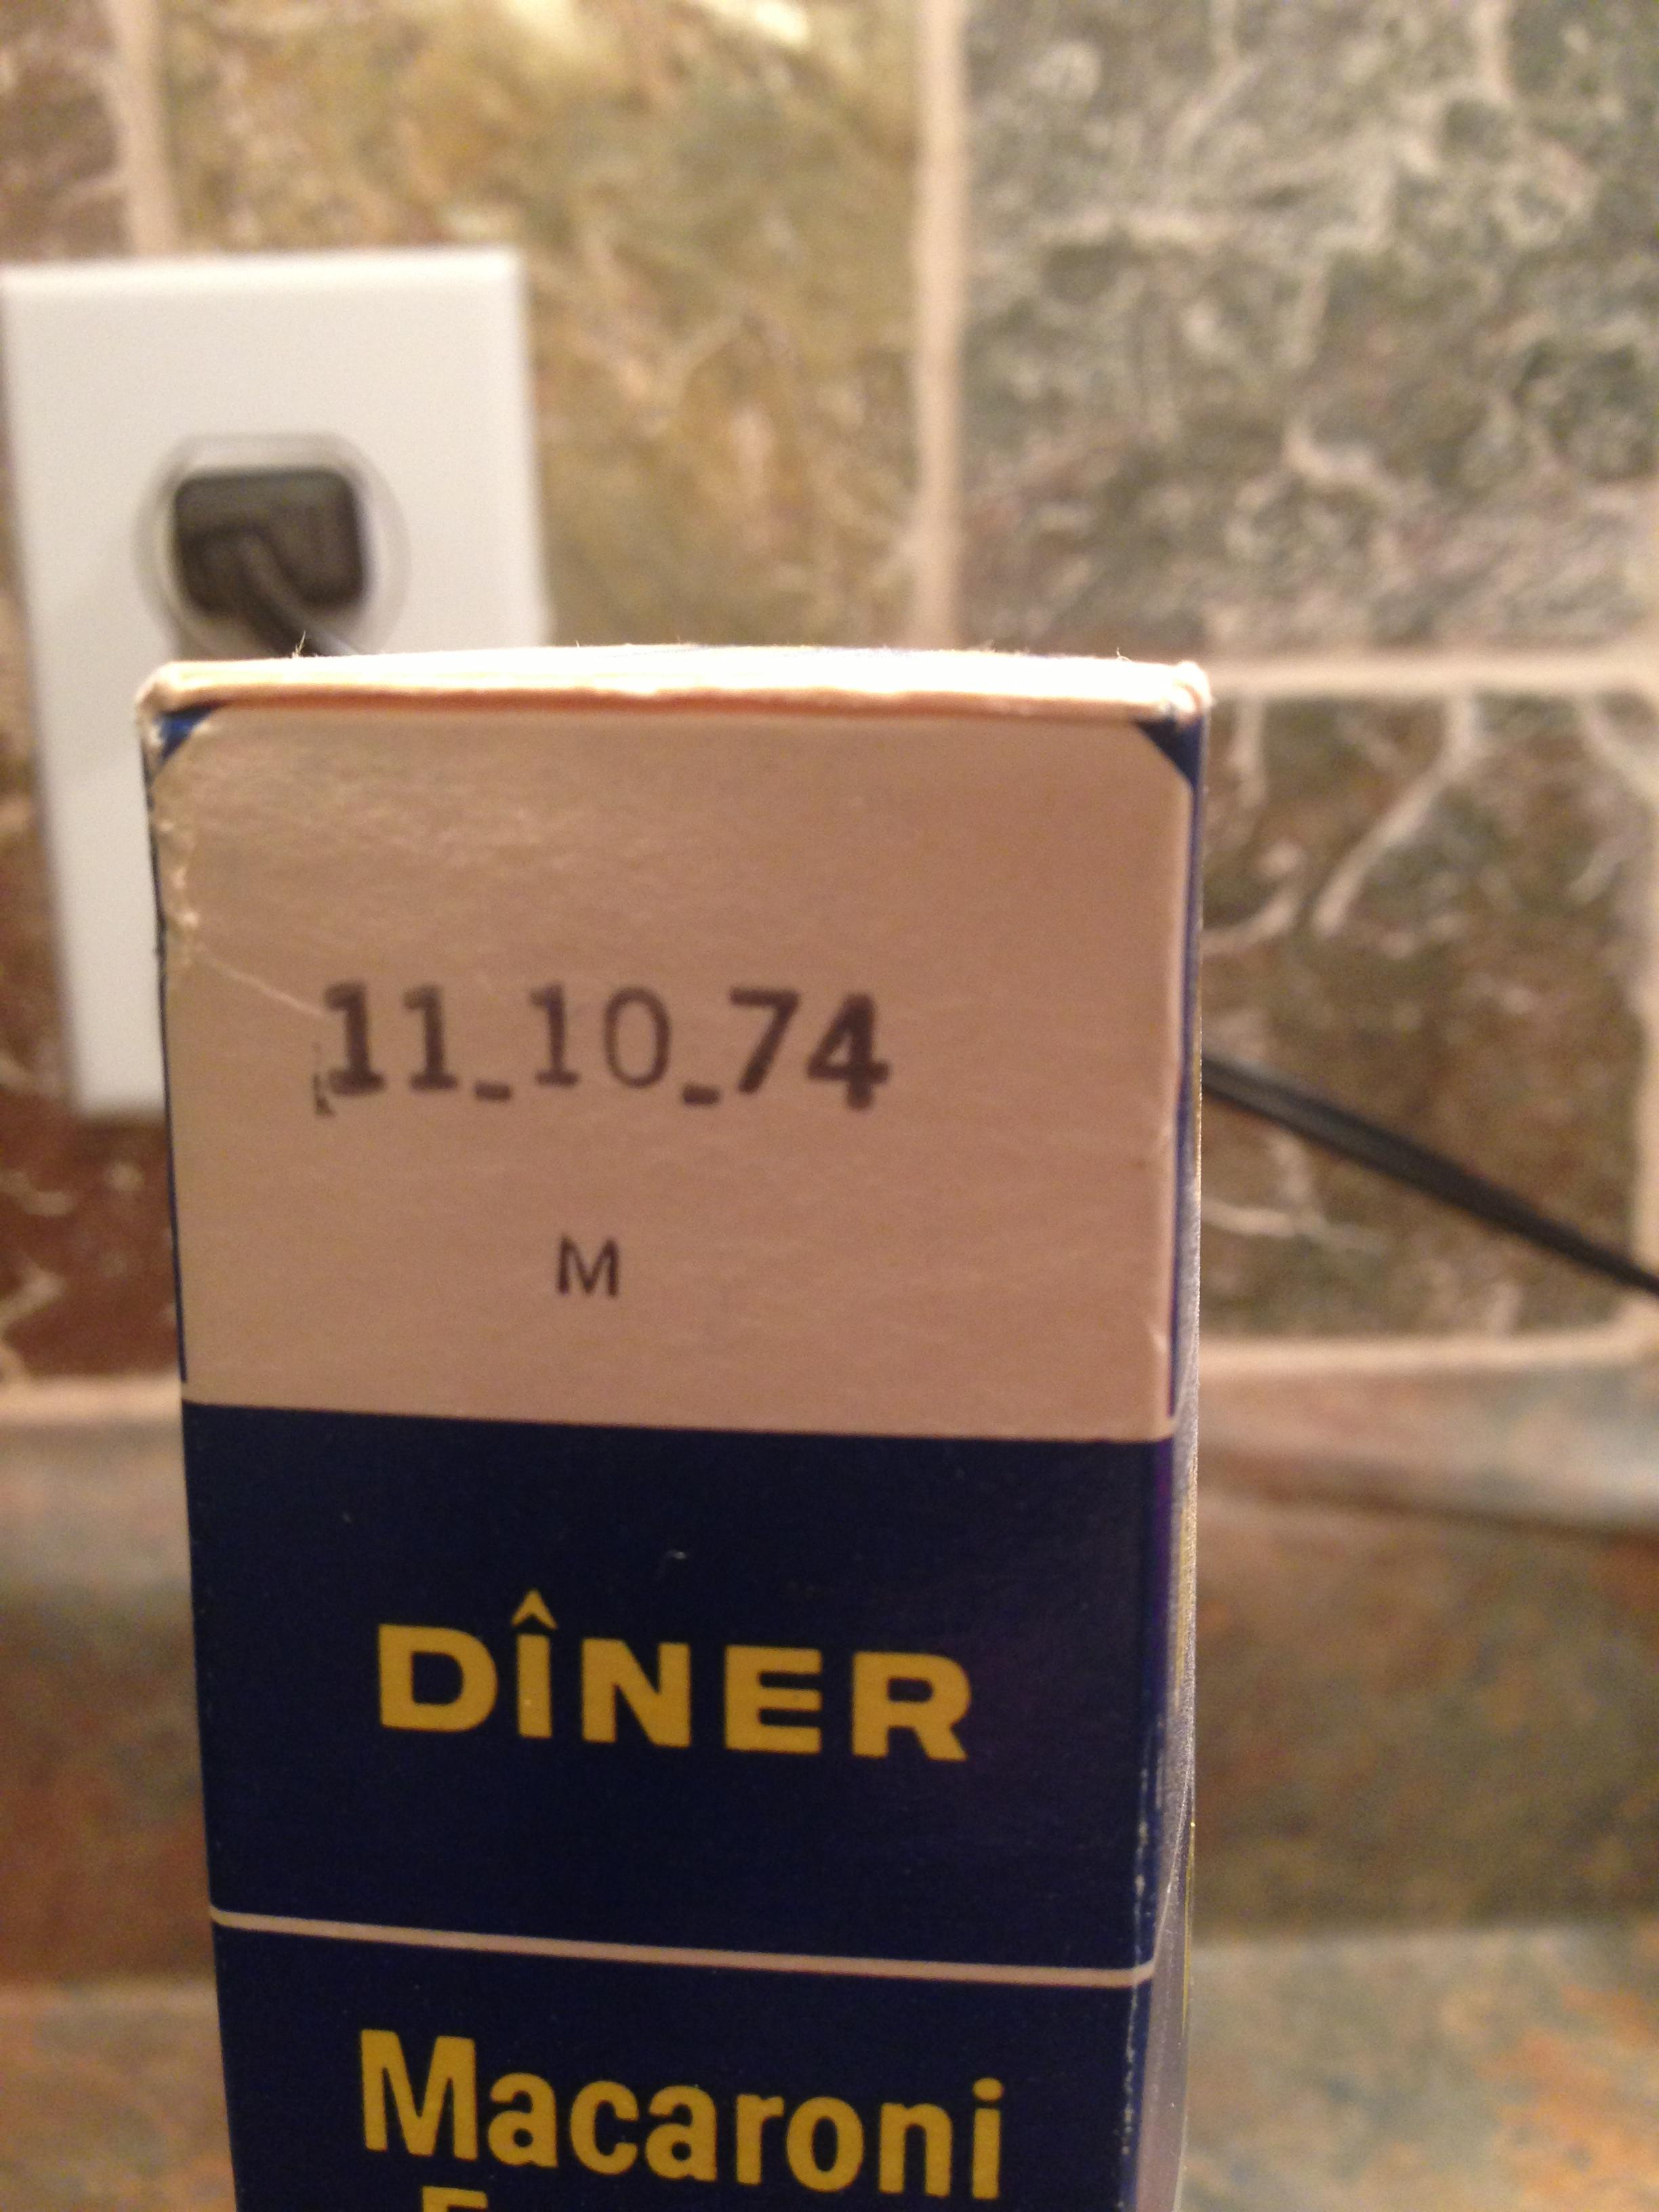 11-10-74
M
DÎNER
Macaroni